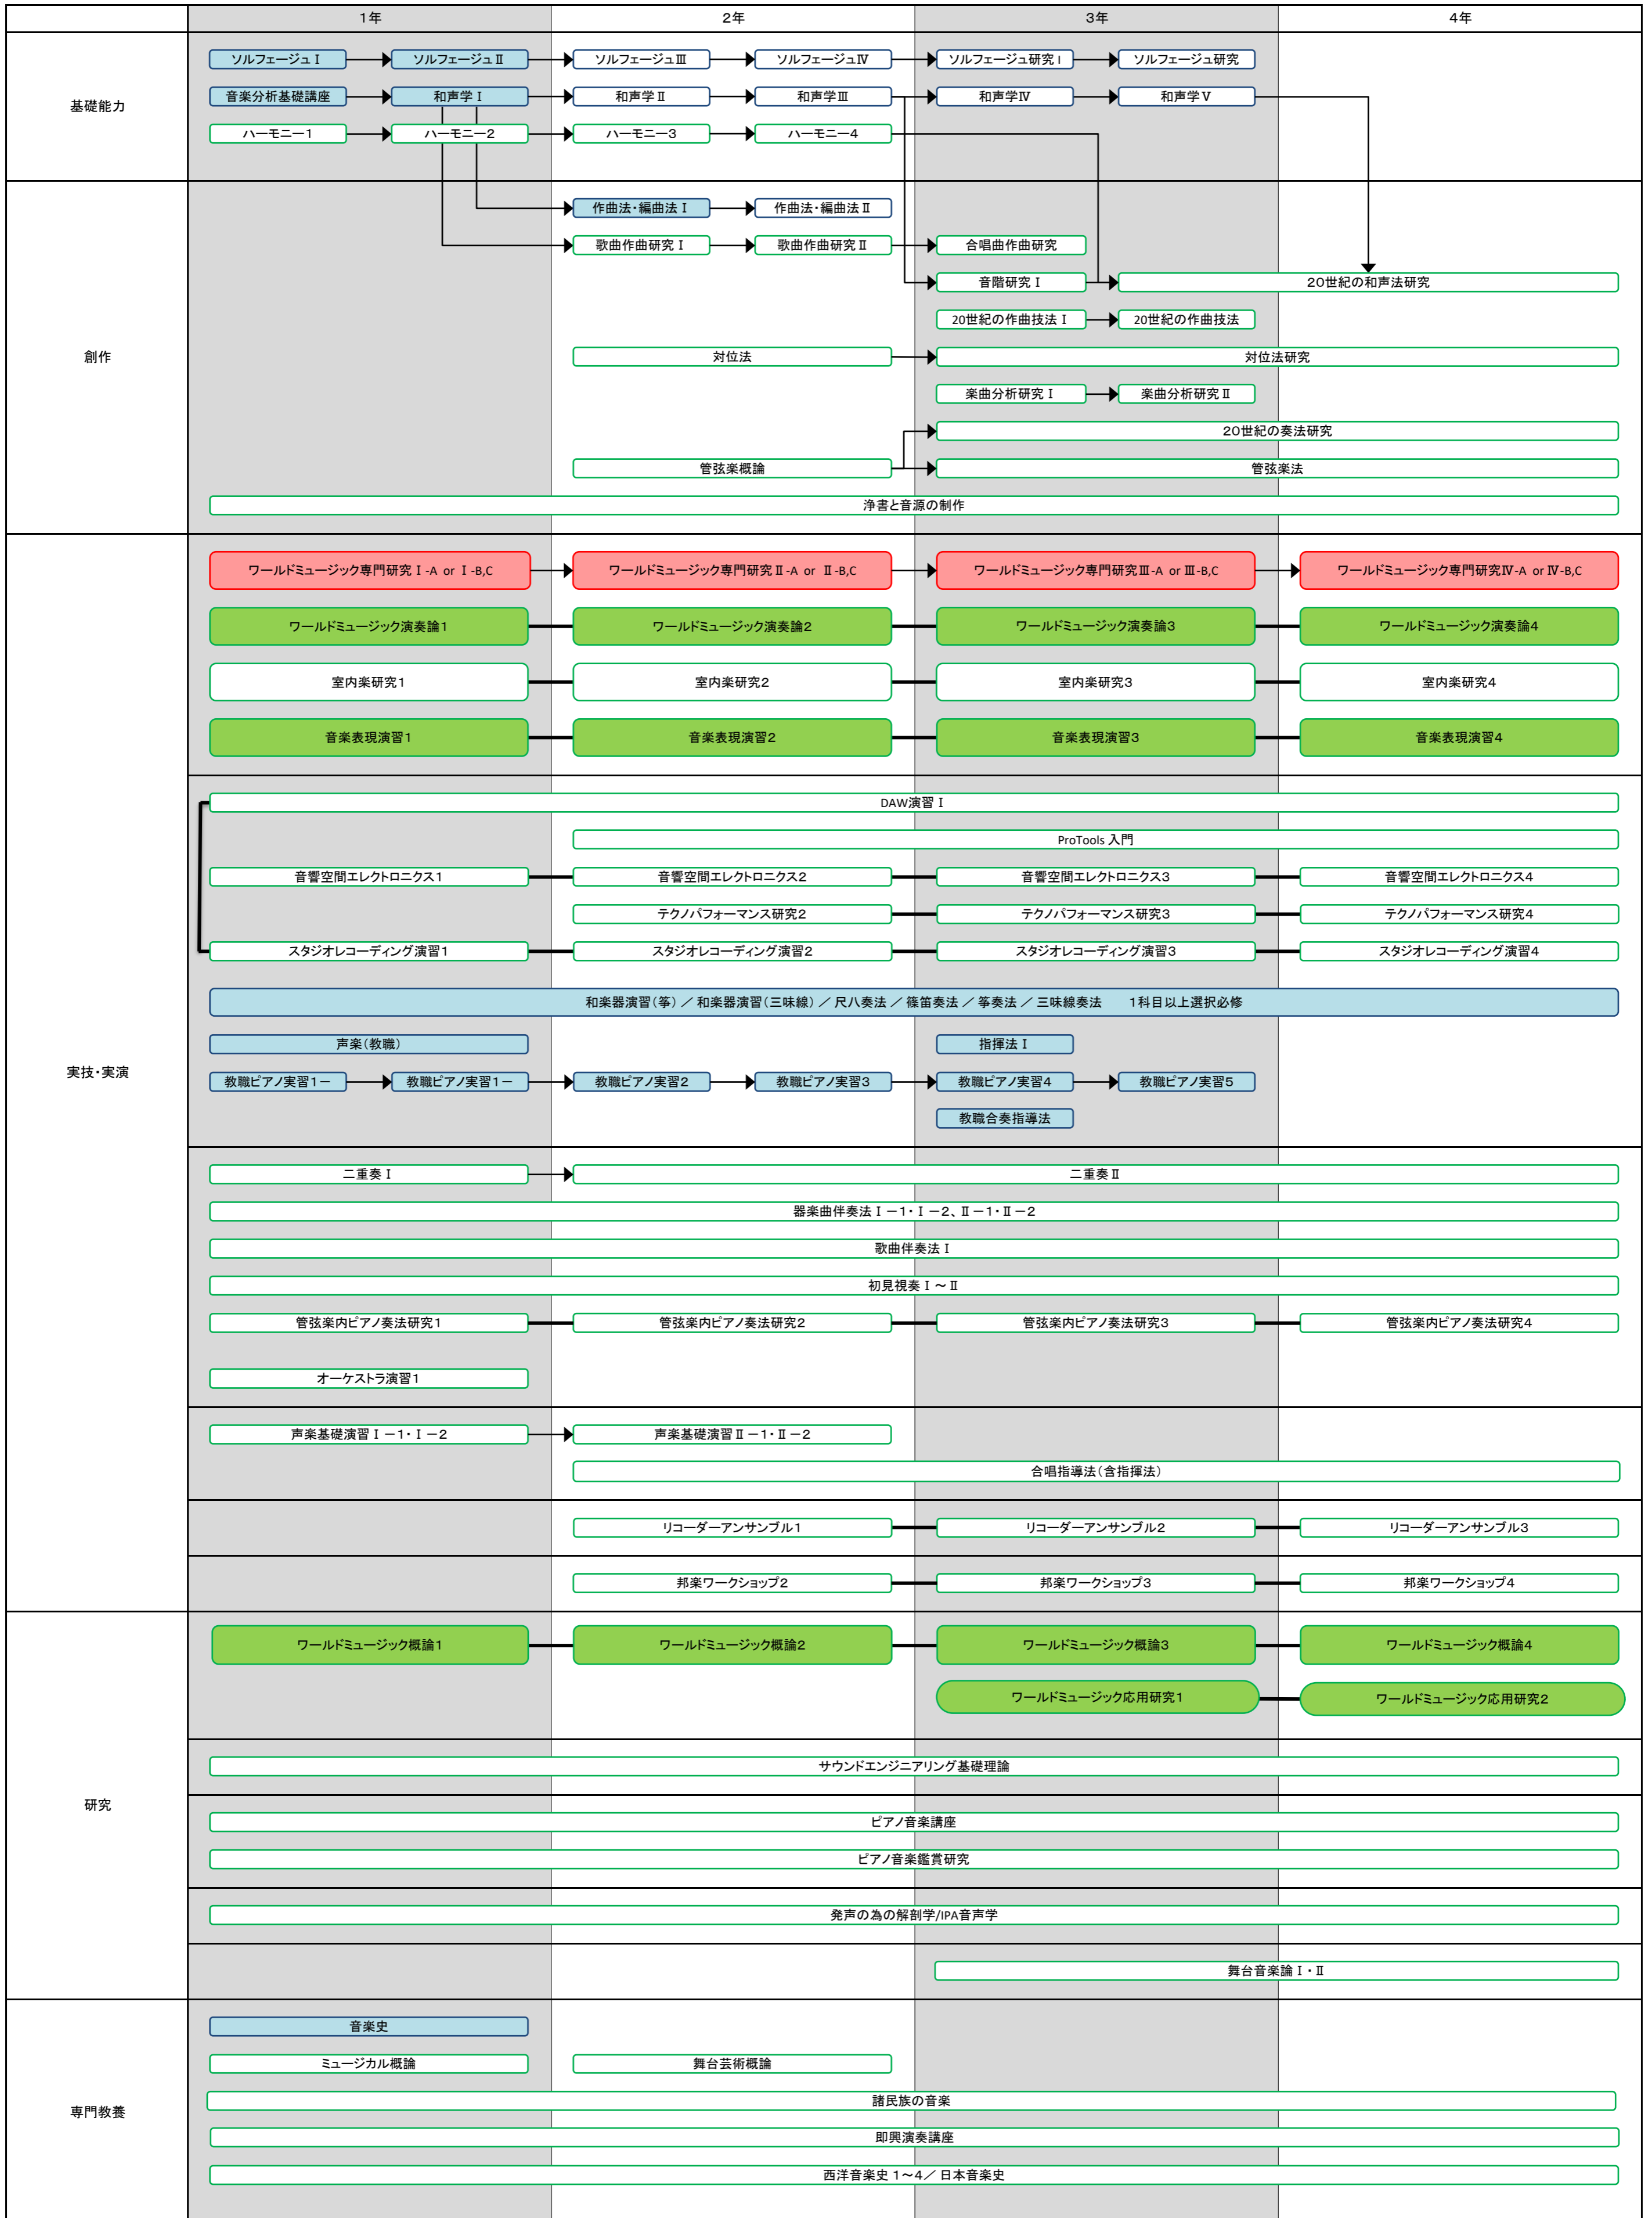 1年 2年 3年 4年
基礎能力
ソルフェージュⅠ ソルフェージュⅡ ソルフェージュⅢ ソルフェージュⅣ ソルフェージュ研究Ⅰ ソルフェージュ研究
音楽分析基礎講座 和声学Ⅰ 和声学Ⅱ 和声学Ⅲ 和声学Ⅳ 和声学Ⅴ
ハーモニー1 ハーモニー2 ハーモニー3 ハーモニー4
創作
作曲法・編曲法Ⅰ 作曲法・編曲法Ⅱ
歌曲作曲研究Ⅰ 歌曲作曲研究Ⅱ 合唱曲作曲研究
音階研究Ⅰ 20世紀の和声法研究
20世紀の作曲技法Ⅰ 20世紀の作曲技法
対位法 対位法研究
楽曲分析研究Ⅰ 楽曲分析研究Ⅱ
20世紀の奏法研究
管弦楽概論 管弦楽法
浄書と音源の制作
実技・実演
ワールドミュージック専門研究Ⅰ-A or Ⅰ-B,C ワールドミュージック専門研究Ⅱ-A or Ⅱ-B,C ワールドミュージック専門研究Ⅲ-A or Ⅲ-B,C ワールドミュージック専門研究Ⅳ-A or Ⅳ-B,C
ワールドミュージック演奏論1 ワールドミュージック演奏論2 ワールドミュージック演奏論3 ワールドミュージック演奏論4
室内楽研究1 室内楽研究2 室内楽研究3 室内楽研究4
音楽表現演習1 音楽表現演習2 音楽表現演習3 音楽表現演習4
DAW演習Ⅰ
ProTools 入門
音響空間エレクトロニクス1 音響空間エレクトロニクス2 音響空間エレクトロニクス3 音響空間エレクトロニクス4
テクノパフォーマンス研究2 テクノパフォーマンス研究3 テクノパフォーマンス研究4
スタジオレコーディング演習1 スタジオレコーディング演習2 スタジオレコーディング演習3 スタジオレコーディング演習4
和楽器演習（箏）／和楽器演習（三味線）／尺八奏法／篠笛奏法／箏奏法／三味線奏法　　1科目以上選択必修
声楽（教職） 指揮法Ⅰ
教職ピアノ実習1－ 教職ピアノ実習1－ 教職ピアノ実習2 教職ピアノ実習3 教職ピアノ実習4 教職ピアノ実習5
教職合奏指導法
二重奏Ⅰ 二重奏Ⅱ
器楽曲伴奏法Ⅰ－1・Ⅰ－2、Ⅱ－1・Ⅱ－2
歌曲伴奏法Ⅰ
初見視奏Ⅰ～Ⅱ
管弦楽内ピアノ奏法研究1 管弦楽内ピアノ奏法研究2 管弦楽内ピアノ奏法研究3 管弦楽内ピアノ奏法研究4
オーケストラ演習1
声楽基礎演習Ⅰ－1・Ⅰ－2 声楽基礎演習Ⅱ－1・Ⅱ－2
合唱指導法（含指揮法）
リコーダーアンサンブル1 リコーダーアンサンブル2 リコーダーアンサンブル3
邦楽ワークショップ2 邦楽ワークショップ3 邦楽ワークショップ4
研究
ワールドミュージック概論1 ワールドミュージック概論2 ワールドミュージック概論3 ワールドミュージック概論4
ワールドミュージック応用研究1 ワールドミュージック応用研究2
サウンドエンジニアリング基礎理論
ピアノ音楽講座
ピアノ音楽鑑賞研究
発声の為の解剖学/IPA音声学
舞台音楽論Ⅰ・Ⅱ
専門教養
音楽史
ミュージカル概論 舞台芸術概論
諸民族の音楽
即興演奏講座
西洋音楽史1～4／日本音楽史